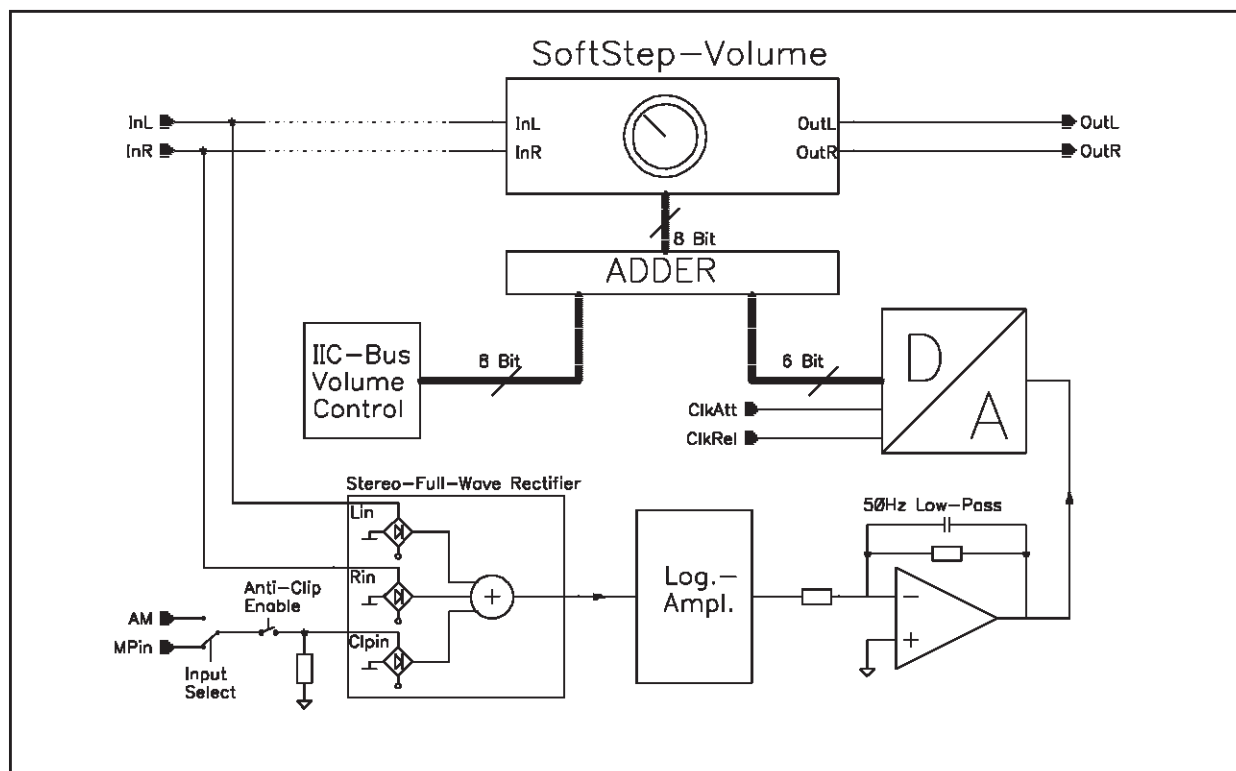 SoftStep-Volume
InL
InR
InL
InR
OutL
OutR
OutL
OutR
8 Bit
ADDER
IIC-Bus
Volume
Control
8 Bit
6 Bit
D
A
ClkAtt
ClkRel
Stereo-Full-Wave Rectifier
Lin
Rin
Clpin
+
Anti-Clip
Enable
AM
MPin
Input
Select
Log.-
Ampl.
50Hz Low-Pass
-
+